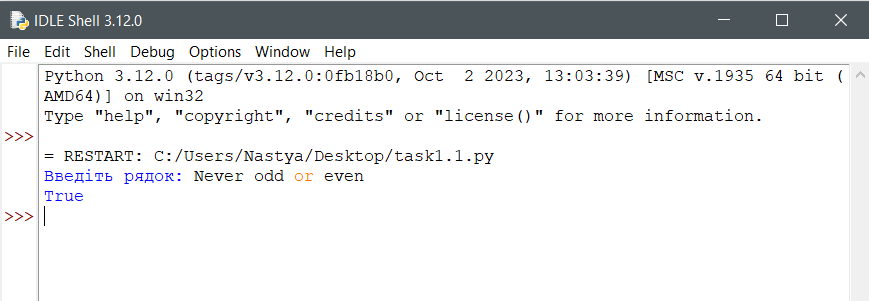 IDLE Shell 3.12.0
File Edit Shell Debug Options Window Help
Python 3.12.0 (tags/v3.12.0:0fb18b0, Oct  2 2023, 13:03:39) [MSC v.1935 64 bit (
AMD64)] on win32
Type "help", "copyright", "credits" or "license()" for more information.
>>>
= RESTART: C:/Users/Nastya/Desktop/task1.1.py
Введіть рядок: Never odd or even
True
>>>